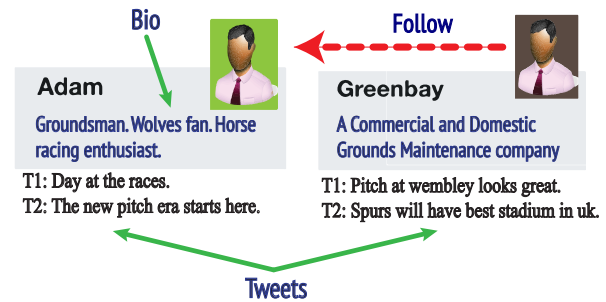 Bio
Follow
Adam
Groundsman. Wolves fan. Horse
racing enthusiast.
T1: Day at the races.
T2: The new pitch era starts here.
Greenbay
A Commercial and Domestic
Grounds Maintenance company
T1: Pitch at wembley looks great.
T2: Spurs will have best stadium in uk.
Tweets